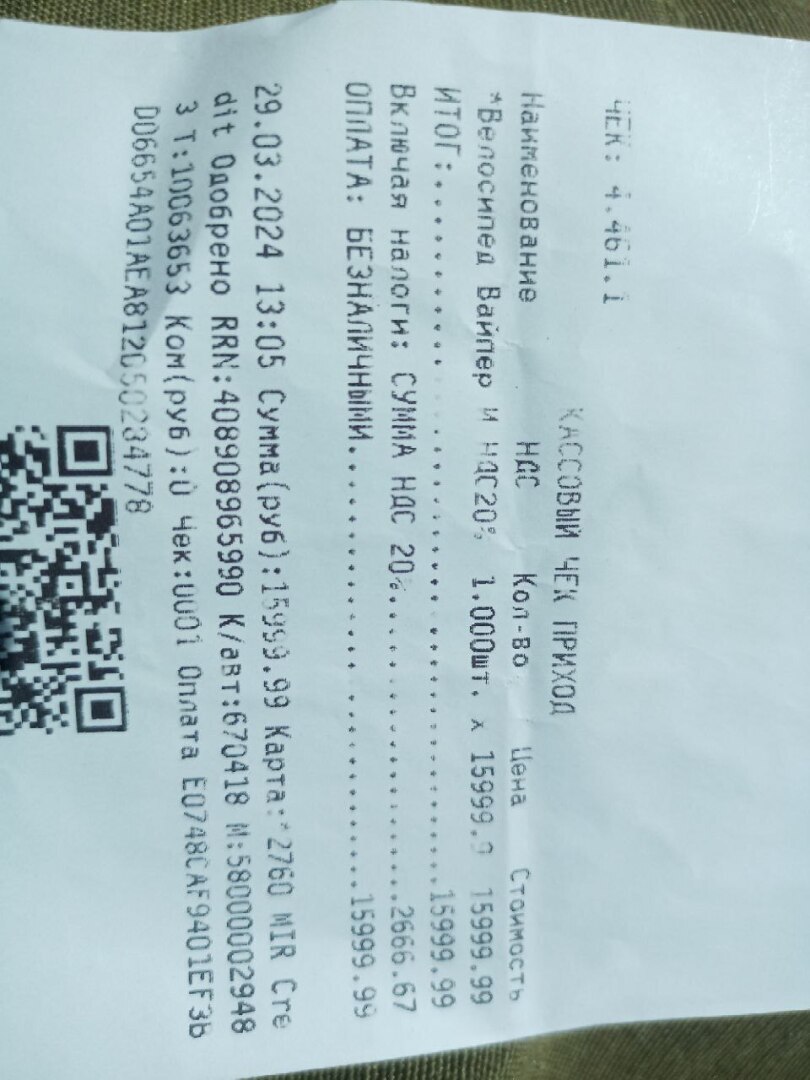 ЧЕК: 4.461.1
КАССОВЫЙ ЧЕК ПРИХОД
Наименование НДС Кол-во Цена Стоимость
*Велосипед Вайпер М НДС20% 1.000шт. x 15999.9 15999.99
ИТОГ:..............................15999.99
Включая налоги: СУММА НДС 20%....................2666.67
ОПЛАТА: БЕЗНАЛИЧНЫМИ..............................15999.99
29.03.2024 13:05 Сумма(руб):15999.99 Карта:*2760 MIR Cre
dit Одобрено RRN:408908965990 К/авт:670418 М:58000002948
3 Т:10063653 Ком(руб):0 Чек:0001 Оплата E0748CAF9401EF3b
D06654A01AEA812050284778